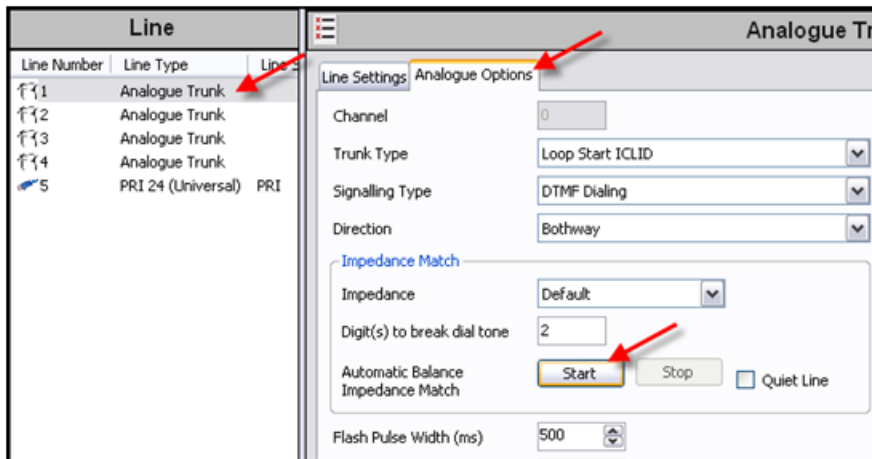 Line
Line Number Line Type
1 Analogue Trunk
2 Analogue Trunk
3 Analogue Trunk
4 Analogue Trunk
5 PRI 24 (Universal) PRI
Analogue
Line Settings Analogue Options
Channel 0
Trunk Type Loop Start ICLID
Signalling Type DTMF Dialing
Direction Bothway
Impedance Match
Impedance Default
Digit(s) to break dial tone 2
Automatic Balance
Impedance Match Start Stop Quiet Line
Flash Pulse Width (ms) 500